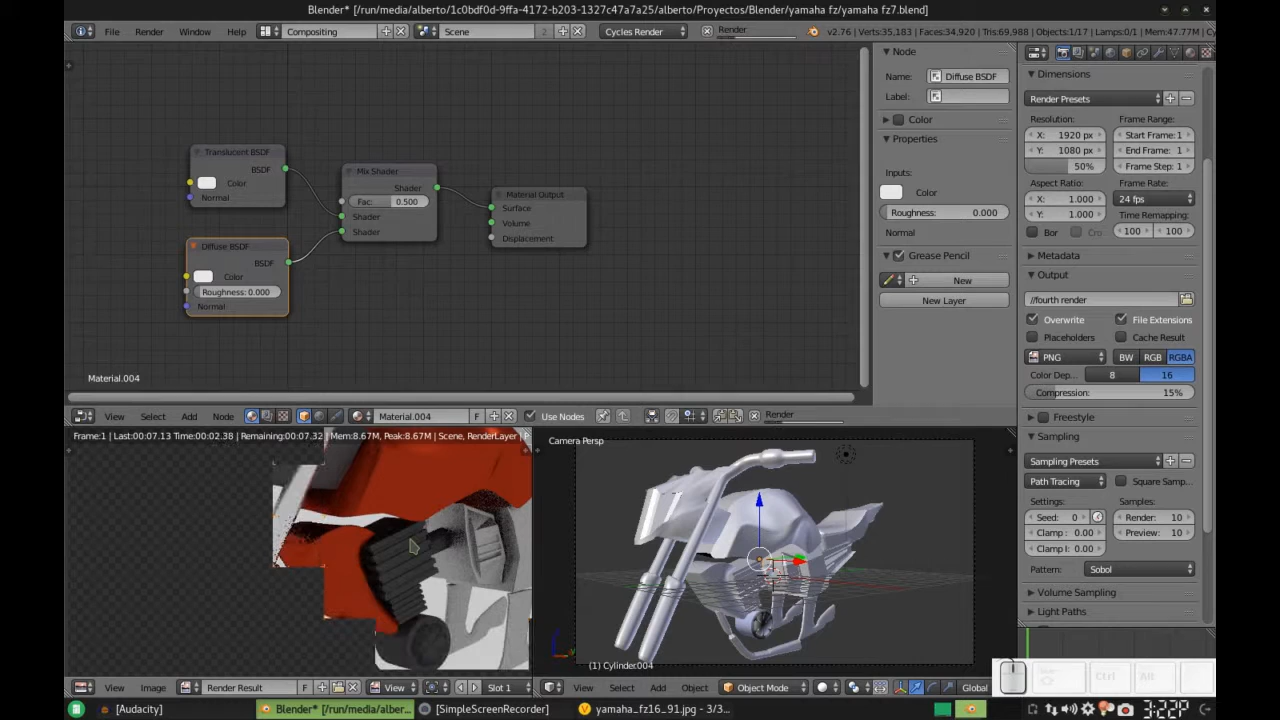 Blender* [/run/media/alberto/1c0bdf0d-9ffa-4172-b203-1327c47a7a25/alberto/Proyectos/Blender/yamaha fz/yamaha fz7.blend]
File Render Window Help Compositing Scene 2 Cycles Render Render v2.76 | Verts:35,183 | Faces:34,920 | Tris:69,988 | Objects:1/17 | Lamps:0/1 | Mem:47.77M
Translucent BSDF
BSDF
Color
Normal
Diffuse BSDF
BSDF
Color
Roughness: 0.000
Normal
Mix Shader
Shader
Fac: 0.500
Shader
Shader
Material Output
Surface
Volume
Displacement
Material.004
Node
Name: Diffuse BSDF
Label:
Color
Properties
Inputs:
Color
Roughness: 0.000
Normal
Grease Pencil
New
New Layer
Dimensions
Render Presets
Resolution: Frame Range:
X: 1920 px Start Frame: 1
Y: 1080 px End Frame: 1
50% Frame Step: 1
Aspect Ratio: Frame Rate:
X: 1.000 24 fps
Y: 1.000 Time Remapping:
Bor Cro 100 100
Metadata
Output
//fourth render
Overwrite File Extensions
Placeholders Cache Result
PNG BW RGB RGBA
Color Dep... 8 16
Compression: 15%
Freestyle
Sampling
Sampling Presets
Path Tracing Square Samp...
Settings: Samples:
Seed: 0 Render: 10
Clamp : 0.00 Preview: 10
Clamp I: 0.00
Pattern: Sobol
Volume Sampling
Light Paths
View Select Add Node Material.004 F Use Nodes Render
Frame:1 | Last:00:07.13 Time:00:02.38 | Remaining:00:07.32 | Mem:8.67M, Peak:8.67M | Scene, RenderLayer | P
Camera Persp
(1) Cylinder.004
View Image Render Result F View Slot 1
View Select Add Object Object Mode Global
Ctrl Alt
[Audacity] Blender* [/run/media/alberto/alber... [SimpleScreenRecorder] yamaha_fz16_91.jpg - 3/3... 3:22P